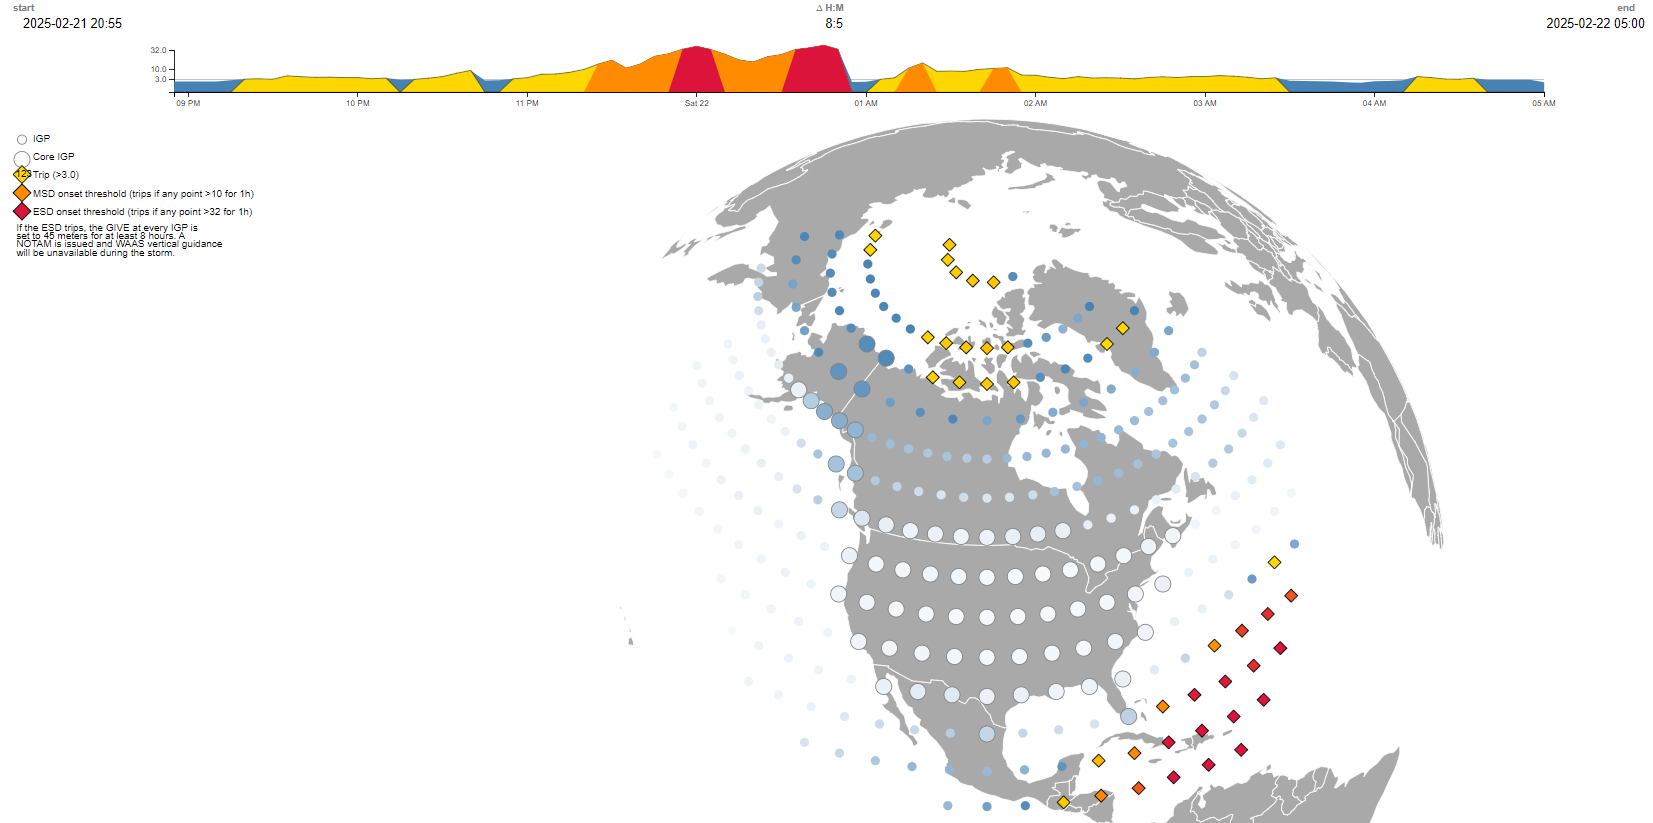 start
Δ H:M
end
2025-02-21 20:55
8:5
2025-02-22 05:00
32.0
10.0
3.0
09 PM
10 PM
11 PM
Sat 22
01 AM
02 AM
03 AM
04 AM
05 AM
IGP
Core IGP
Trip (>3.0)
MSD onset threshold (trips if any point >10 for 1h)
ESD onset threshold (trips if any point >32 for 1h)
If the ESD trips, the GIVE at every IGP is
set to 45 meters for at least 8 hours. A
NOTAM is issued and WAAS vertical guidance
will be unavailable during the storm.